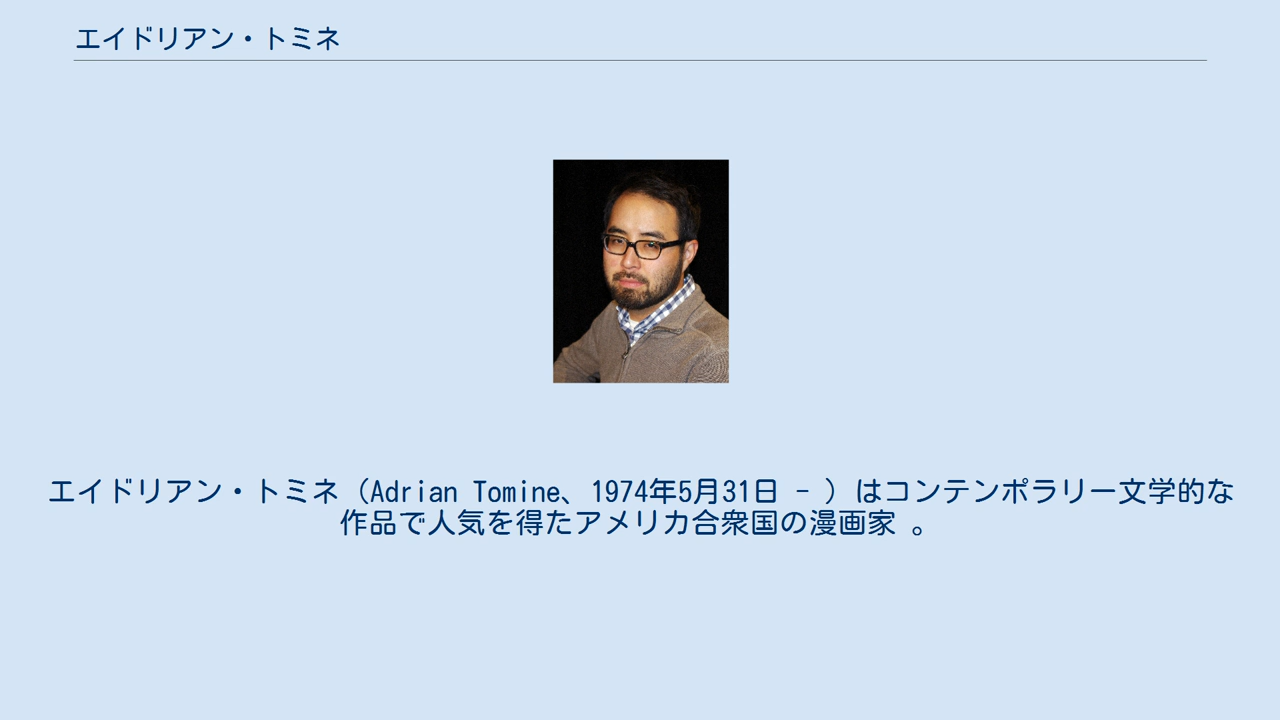 エイドリアン・トミネ
エイドリアン・トミネ（Adrian Tomine、1974年5月31日 - ）はコンテンポラリー文学的な
作品で人気を得たアメリカ合衆国の漫画家 。